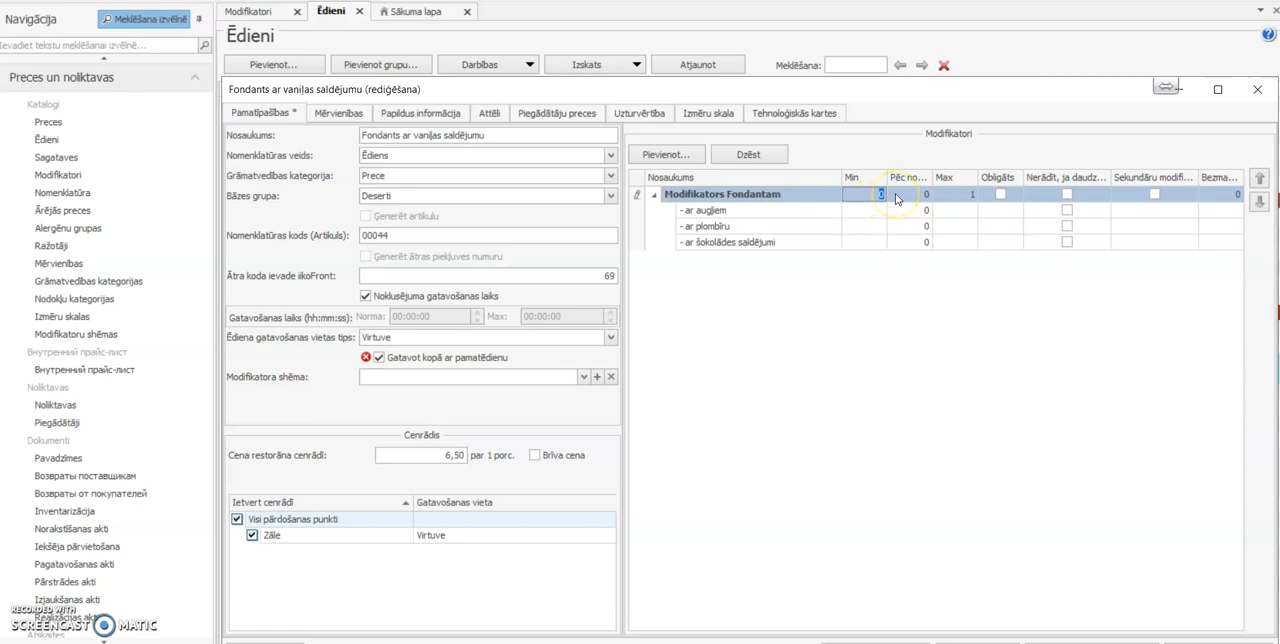 Navigācija
Meklēšana izvēlnē
Ievadiet tekstu meklēšanai izvēlnē...
Preces un noliktava
Katalogi
Preces
Ēdieni
Sagataves
Modifikatori
Nomenklatūra
Ārējās preces
Alergēnu grupas
Ražotāji
Mērvienības
Grāmatvedības kategorijas
Nodokļu kategorijas
Izmēru skalas
Modifikatoru shēmas
Внутренний прайс-лист
Внутренний прайс-лист
Noliktavas
Noliktavas
Piegādātāji
Dokumenti
Pavadzīmes
Возвраты поставщикам
Возвраты от покупателей
Inventarizācija
Norakstīšanas akti
Iekšēja pārvietošana
Pagatavošanas akti
Pārstrādes akti
Izjaukšanas akti
Realizācijas akti
Atskaites
RECORDED WITH
SCREENCAST MATIC
Modifikatori
Ēdieni
Sākuma lapa
Ēdieni
Pievienot...
Pievienot grupu...
Darbības
Izskats
Atjaunot
Meklēšana:
Fondants ar vaniļas saldējumu (rediģēšana)
Pamatīpašības *
Mērvienības
Papildus informācija
Attēli
Piegādātāju preces
Uzturvērtība
Izmēru skala
Tehnoloģiskās kartes
Nosaukums: Fondants ar vaniļas saldējumu
Nomenklatūras veids: Ēdiens
Grāmatvedības kategorija: Prece
Bāzes grupa: Deserti
Ģenerēt artikulu
Nomenklatūras kods (Artikuls): 00044
Ģenerēt ātras piekļuves numuru
Ātra koda ievade iikoFront: 69
Noklusējuma gatavošanas laiks
Gatavošanas laiks (hh:mm:ss): Norma: 00:00:00 Max: 00:00:00
Ēdiena gatavošanas vietas tips: Virtuve
Gatavot kopā ar pamatēdienu
Modifikatora shēma:
Cenrādis
Cena restorāna cenrādī: 6,50 par 1 porc. Brīva cena
Ietvert cenrādī Gatavošanas vieta
Visi pārdošanas punkti
Zāle Virtuve
Modifikatori
Pievienot... Dzēst
Nosaukums Min Pēc no... Max Obligāts Nerādīt, ja daudz... Sekundāru modifi... Bezma...
Modifikators Fondantam 0 0 1 0
- ar augļiem 0
- ar plombīru 0
- ar šokolādes saldējumi 0